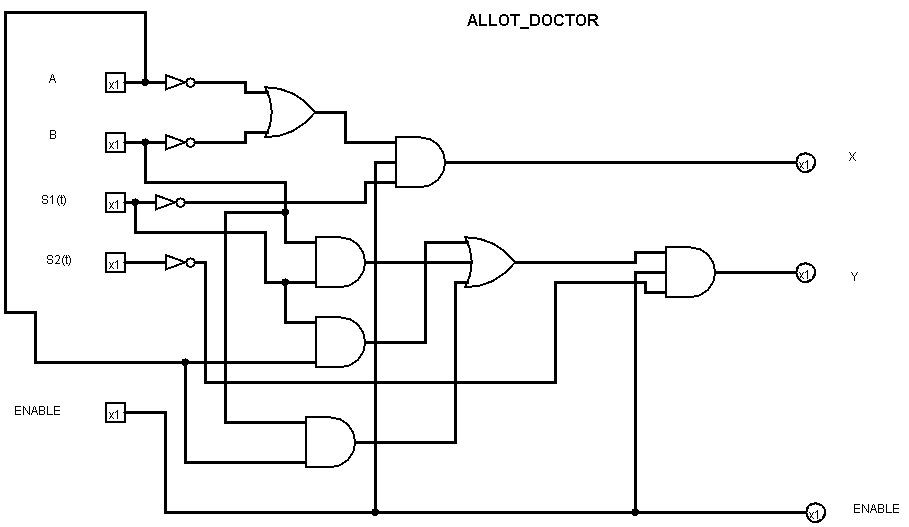 ALLOT_DOCTOR
A x1
B x1
S1(t) x1
S2(t) x1
ENABLE x1
x1 X
x1 Y
x1 ENABLE